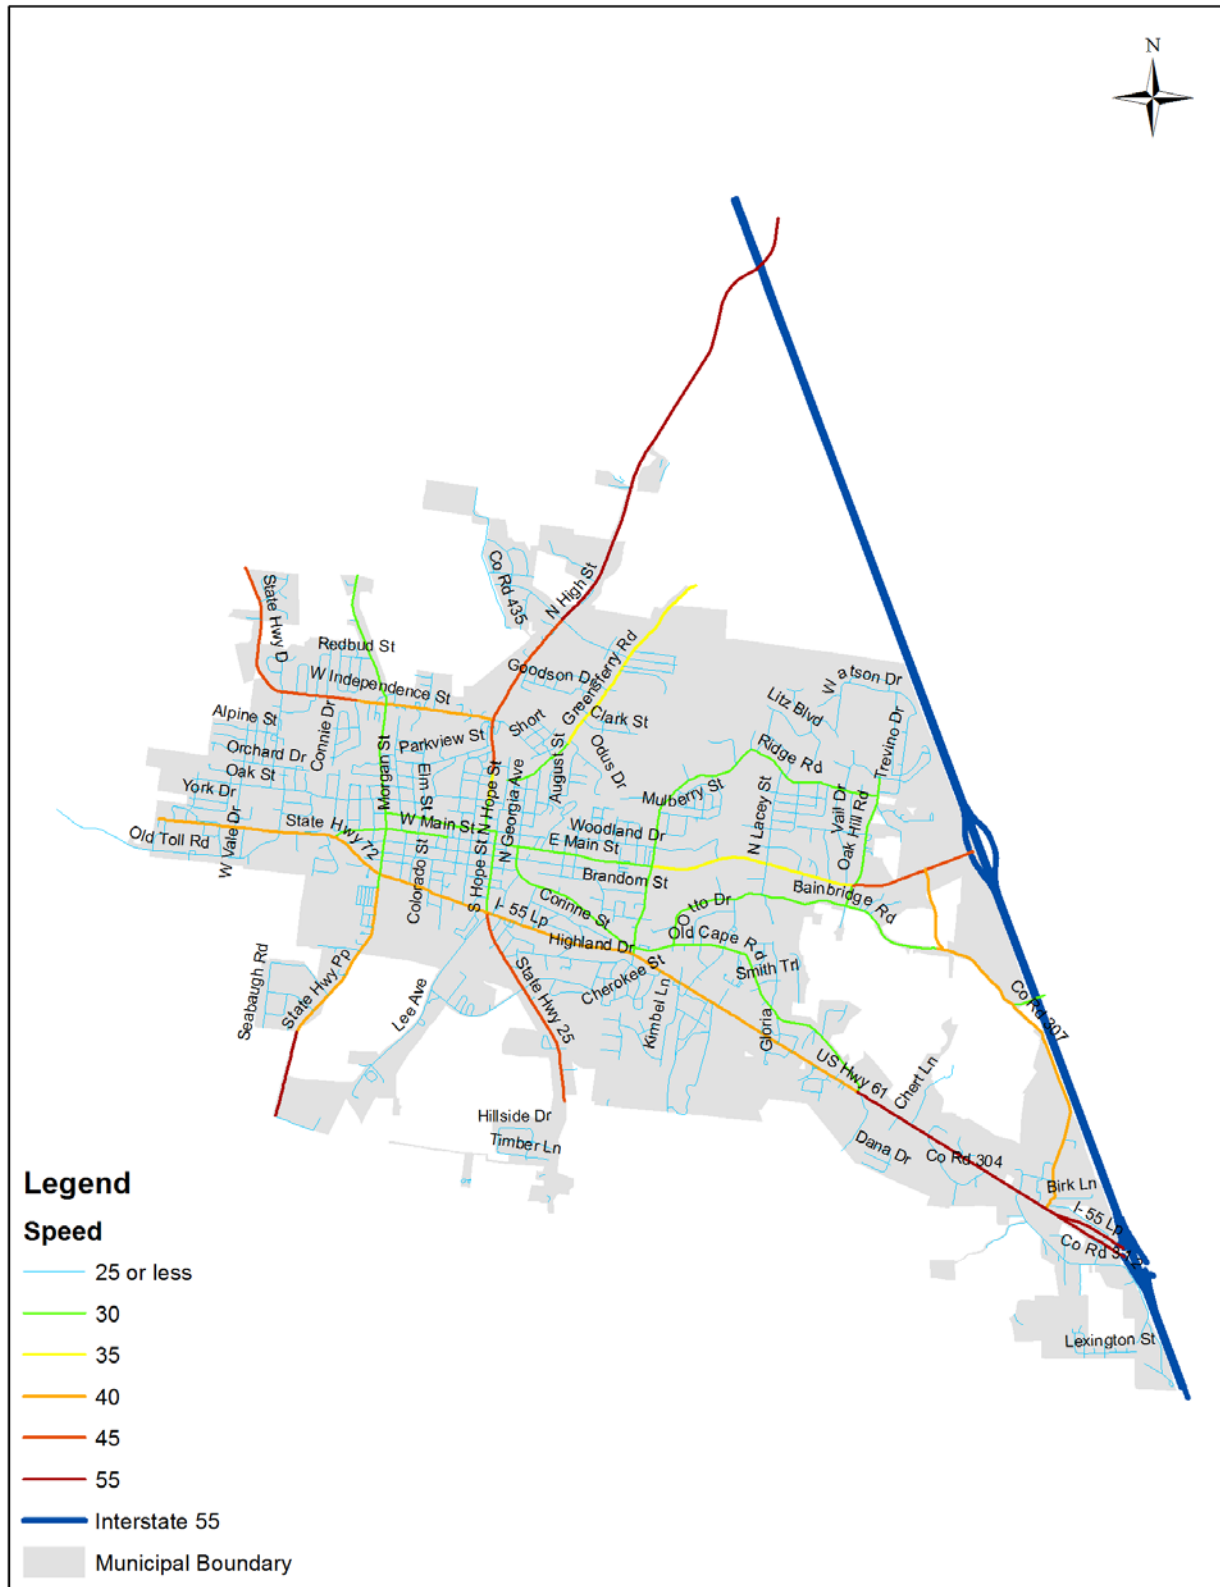 N
Co Rd 435
N High St
State Hwy D
Redbud St
Greensferry Rd
Goodson Dr
W Independence St
W atson Dr
Litz Blvd
Alpine St
Connie Dr
Short
Clark St
Parkview St
Orchard Dr
Odus Dr
Ridge Rd
Trevino Dr
Oak St
Morgan St
Elm St
N Hope St
N Georgia Ave
August St
York Dr
Mulberry St
N Lacey St
Vail Dr
Oak Hill Rd
State Hwy 72
W Main St
Woodland Dr
Old Toll Rd
W Vale Dr
E Main St
Colorado St
S Hope St
Brandom St
Bainbridge Rd
I- 55 Lp
Corinne St
Otto Dr
Highland Dr
Old Cape Rd
Seabaugh Rd
State Hwy Pp
Lee Ave
State Hwy 25
Cherokee St
Kimbel Ln
Smith Trl
Gloria
Co Rd 307
US Hwy 61
Chert Ln
Hillside Dr
Timber Ln
Dana Dr
Co Rd 304
Birk Ln
I- 55 Lp
Co Rd
Lexington St
Legend
Speed
25 or less
30
35
40
45
55
Interstate 55
Municipal Boundary